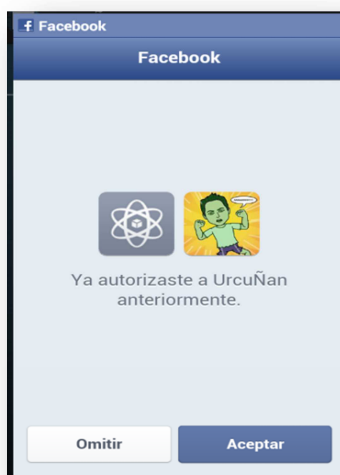 Facebook
Facebook
Ya autorizaste a UrcuÑan
anteriormente.
Omitir
Aceptar